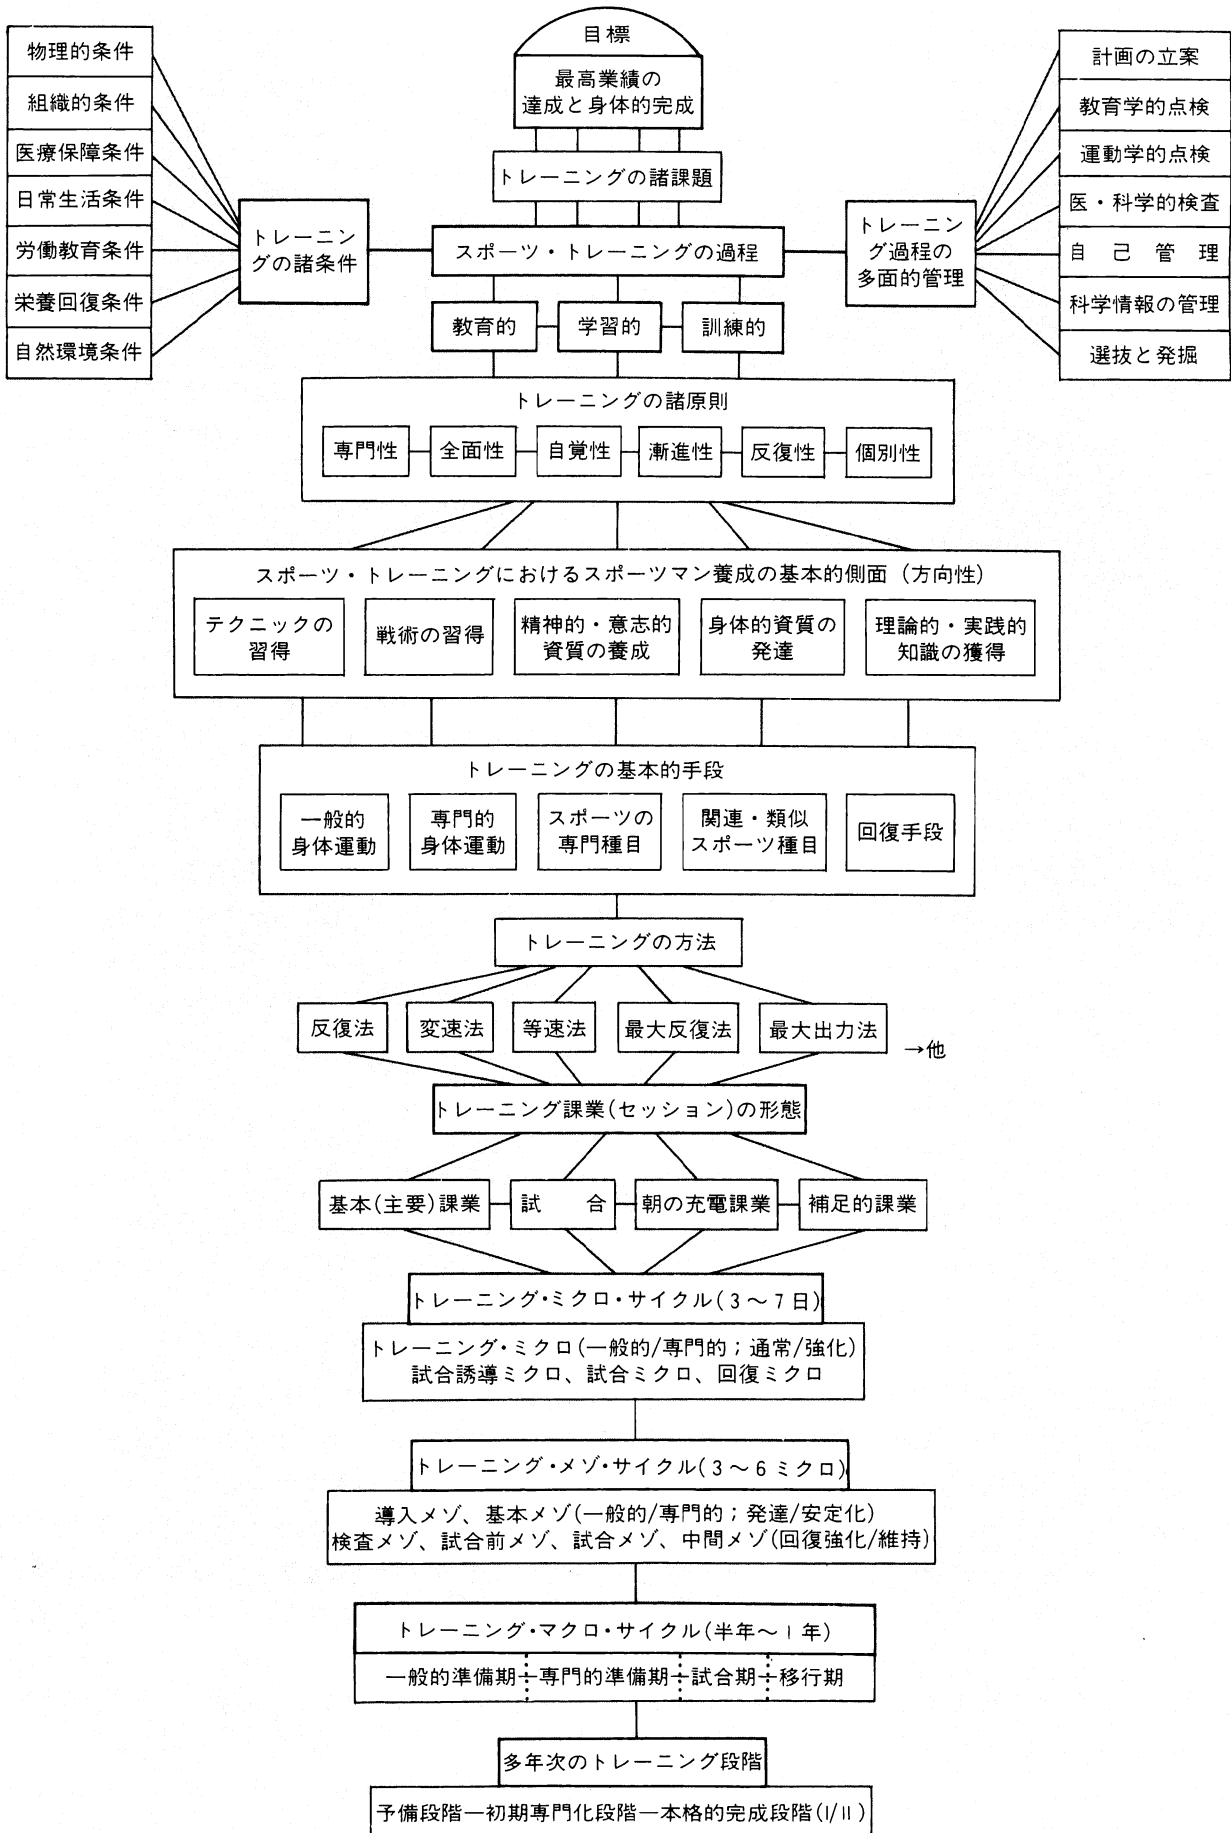 目標
最高業績の
達成と身体的完成
トレーニングの諸課題
物理的条件
組織的条件
医療保障条件
日常生活条件
労働教育条件
栄養回復条件
自然環境条件
トレーニン
グの諸条件
スポーツ・トレーニングの過程
トレーニン
グ過程の
多面的管理
計画の立案
教育学的点検
運動学的点検
医・科学的検査
自己管理
科学情報の管理
選抜と発掘
教育的
学習的
訓練的
トレーニングの諸原則
専門性
全面性
自覚性
漸進性
反復性
個別性
スポーツ・トレーニングにおけるスポーツマン養成の基本的側面（方向性）
テクニックの
習得
戦術の習得
精神的・意志的
資質の養成
身体的資質の
発達
理論的・実践的
知識の獲得
トレーニングの基本的手段
一般的
身体運動
専門的
身体運動
スポーツの
専門種目
関連・類似
スポーツ種目
回復手段
トレーニングの方法
反復法
変速法
等速法
最大反復法
最大出力法
→他
トレーニング課業(セッション)の形態
基本(主要)課業
試合
朝の充電課業
補足的課業
トレーニング・ミクロ・サイクル(3～7日)
トレーニング・ミクロ(一般的/専門的；通常/強化)
試合誘導ミクロ、試合ミクロ、回復ミクロ
トレーニング・メゾ・サイクル(3～6ミクロ)
導入メゾ、基本メゾ(一般的/専門的；発達/安定化)
検査メゾ、試合前メゾ、試合メゾ、中間メゾ(回復強化/維持)
トレーニング・マクロ・サイクル(半年～1年)
一般的準備期―専門的準備期―試合期―移行期
多年次のトレーニング段階
予備段階―初期専門化段階―本格的完成段階(I/II)